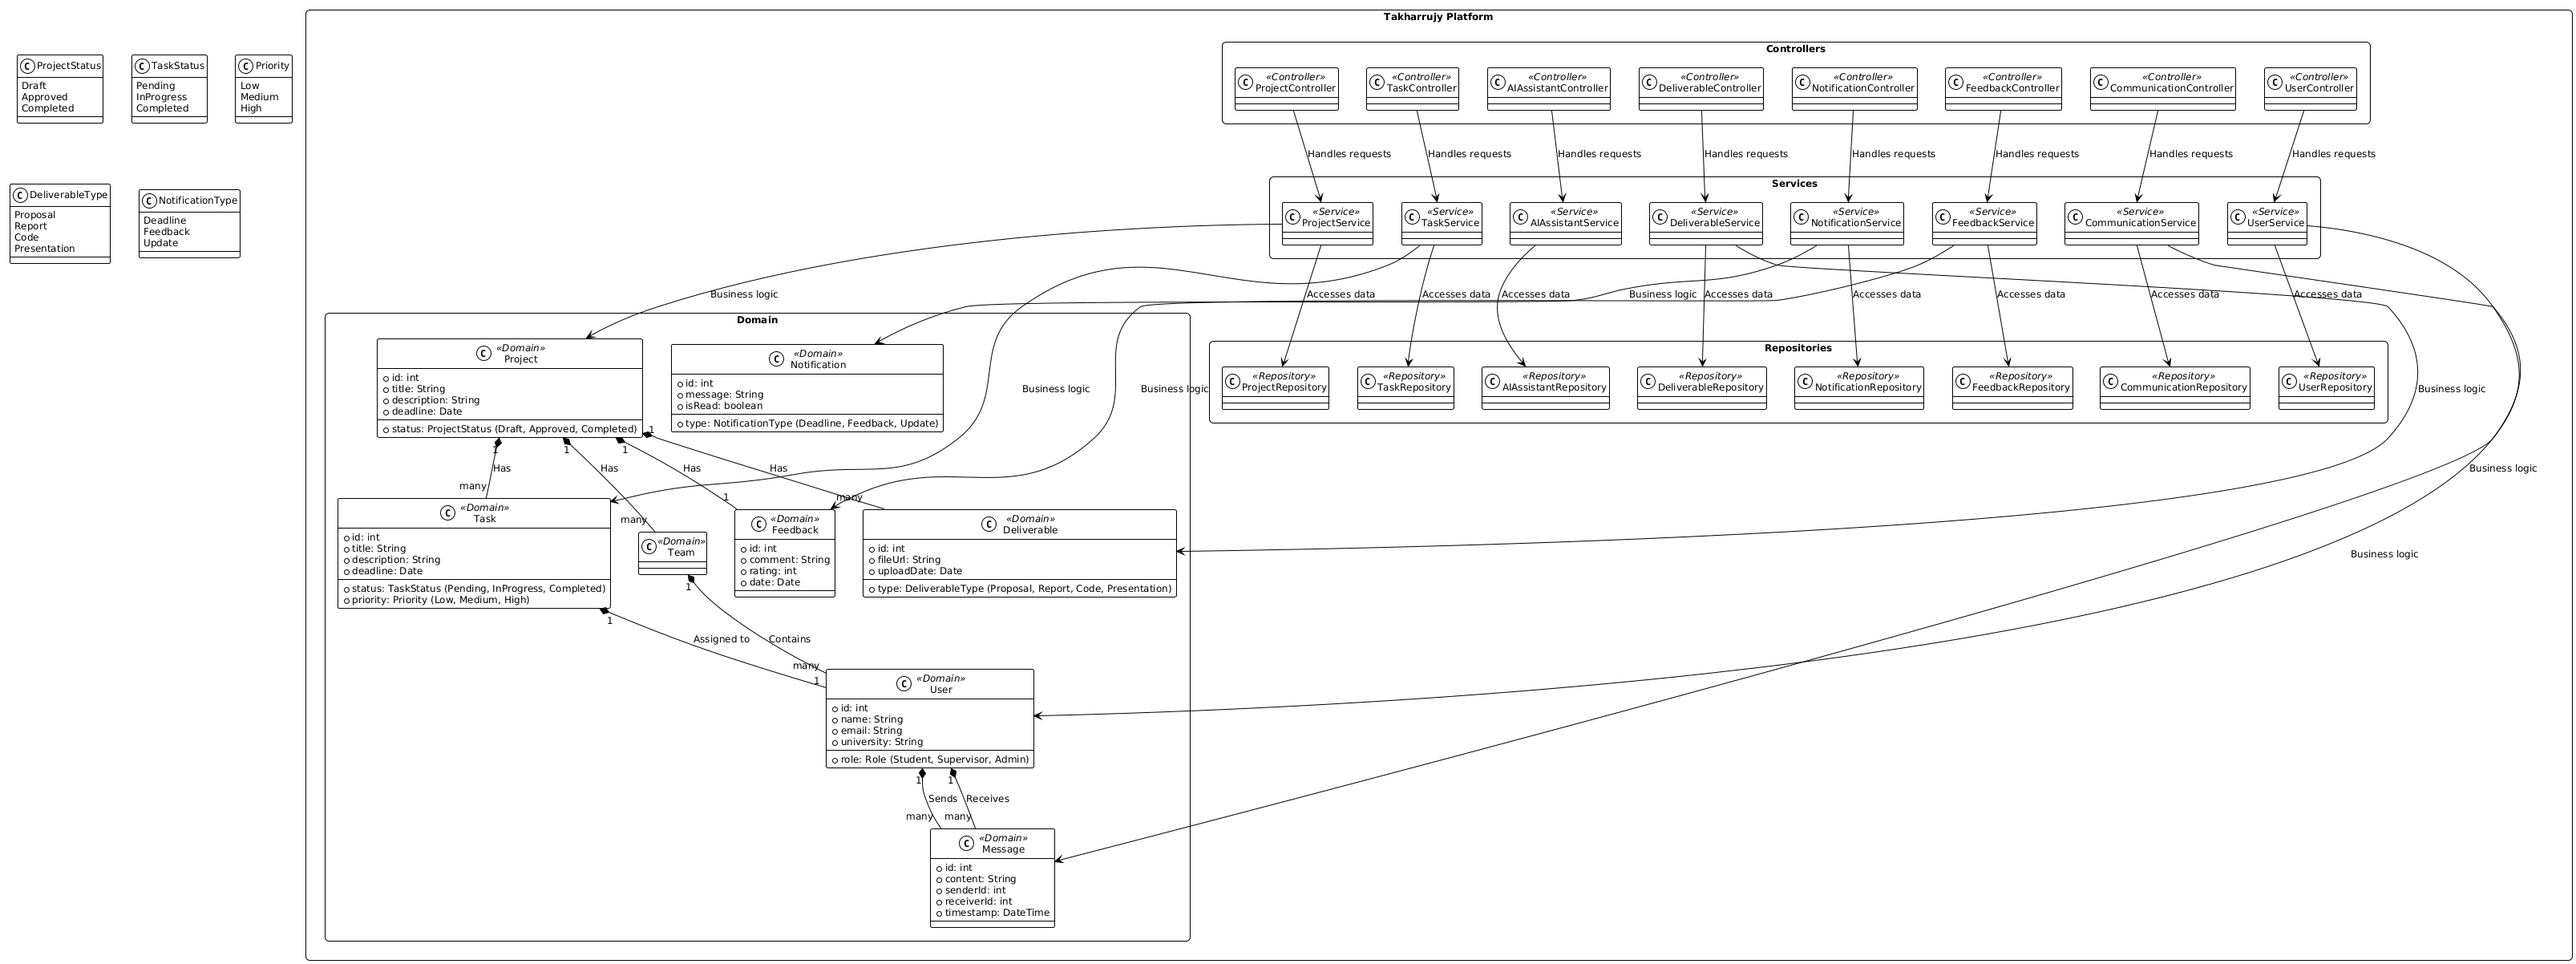 Takharrujy Platform
C ProjectStatus
Draft
Approved
Completed
C TaskStatus
Pending
InProgress
Completed
C Priority
Low
Medium
High
C DeliverableType
Proposal
Report
Code
Presentation
C NotificationType
Deadline
Feedback
Update
Controllers
C «Controller»
ProjectController
C «Controller»
TaskController
C «Controller»
AIAssistantController
C «Controller»
DeliverableController
C «Controller»
NotificationController
C «Controller»
FeedbackController
C «Controller»
CommunicationController
C «Controller»
UserController
Handles requests
Handles requests
Handles requests
Handles requests
Handles requests
Handles requests
Handles requests
Handles requests
Services
C «Service»
ProjectService
C «Service»
TaskService
C «Service»
AIAssistantService
C «Service»
DeliverableService
C «Service»
NotificationService
C «Service»
FeedbackService
C «Service»
CommunicationService
C «Service»
UserService
Business logic
Accesses data
Accesses data
Accesses data
Business logic
Accesses data
Accesses data
Accesses data
Accesses data
Accesses data
Repositories
C «Repository»
ProjectRepository
C «Repository»
TaskRepository
C «Repository»
AIAssistantRepository
C «Repository»
DeliverableRepository
C «Repository»
NotificationRepository
C «Repository»
FeedbackRepository
C «Repository»
CommunicationRepository
C «Repository»
UserRepository
Business logic
Business logic
Business logic
Business logic
Business logic
Domain
C «Domain»
Project
id: int
title: String
description: String
deadline: Date
status: ProjectStatus (Draft, Approved, Completed)
C «Domain»
Notification
id: int
message: String
isRead: boolean
type: NotificationType (Deadline, Feedback, Update)
1
1
1
1
Has
Has
Has
Has
many
many
1
many
C «Domain»
Task
id: int
title: String
description: String
deadline: Date
status: TaskStatus (Pending, InProgress, Completed)
priority: Priority (Low, Medium, High)
C «Domain»
Team
C «Domain»
Feedback
id: int
comment: String
rating: int
date: Date
C «Domain»
Deliverable
id: int
fileUrl: String
uploadDate: Date
type: DeliverableType (Proposal, Report, Code, Presentation)
1
1
Assigned to
Contains
many
1
C «Domain»
User
id: int
name: String
email: String
university: String
role: Role (Student, Supervisor, Admin)
1
1
Sends
Receives
many
many
C «Domain»
Message
id: int
content: String
senderId: int
receiverId: int
timestamp: DateTime